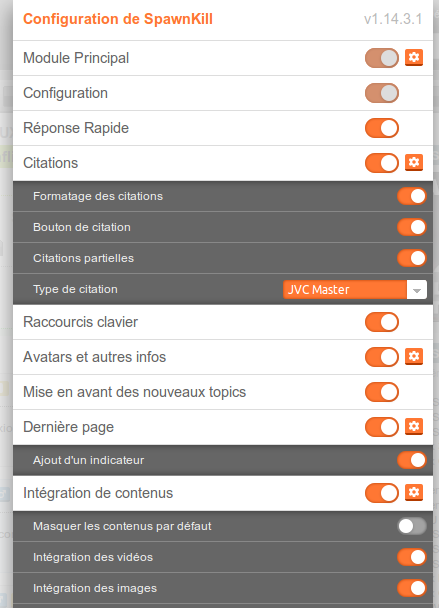 Configuration de SpawnKill v1.14.3.1
Module Principal
Configuration
Réponse Rapide
Citations
Formatage des citations
Bouton de citation
Citations partielles
Type de citation JVC Master
Raccourcis clavier
Avatars et autres infos
Mise en avant des nouveaux topics
Dernière page
Ajout d'un indicateur
Intégration de contenus
Masquer les contenus par défaut
Intégration des vidéos
Intégration des images